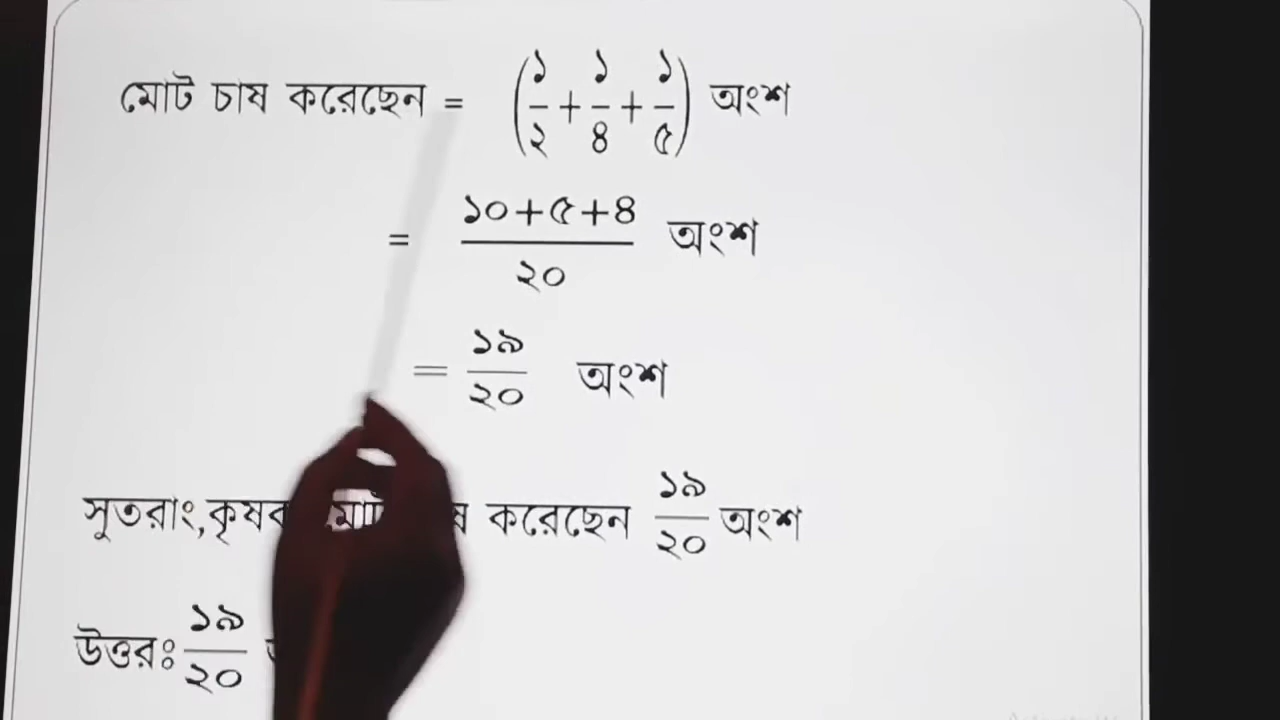 মোট চাষ করেছেন = (১/২ + ১/৪ + ১/৫) অংশ
= ১০+৫+৪/২০ অংশ
= ১৯/২০ অংশ
সুতরাং, করেছেন ১৯/২০ অংশ
উত্তরঃ ১৯/২০